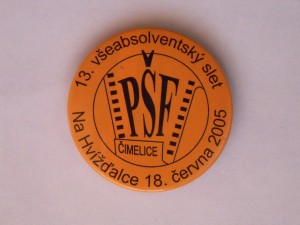 13. všeabsolventský slet
PŠF
ČIMELICE
Na Hvížďalce 18. června 2005